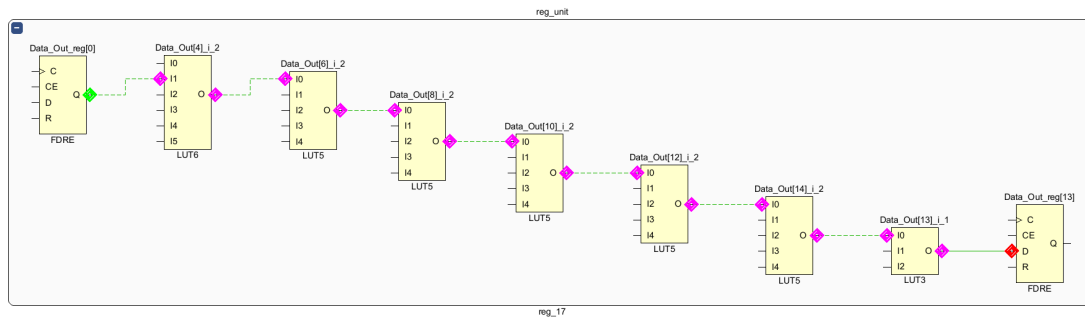 reg_unit
Data_Out_reg[0]
C
CE
D
R
Q
FDRE
Data_Out[4]_i_2
I0
I1
I2
I3
I4
I5
O
LUT6
Data_Out[6]_i_2
I0
I1
I2
I3
I4
O
LUT5
Data_Out[8]_i_2
I0
I1
I2
I3
I4
O
LUT5
Data_Out[10]_i_2
I0
I1
I2
I3
I4
O
LUT5
Data_Out[12]_i_2
I0
I1
I2
I3
I4
O
LUT5
Data_Out[14]_i_2
I0
I1
I2
I3
I4
O
LUT5
Data_Out[13]_i_1
I0
I1
I2
O
LUT3
Data_Out_reg[13]
C
CE
D
R
Q
FDRE
reg_17